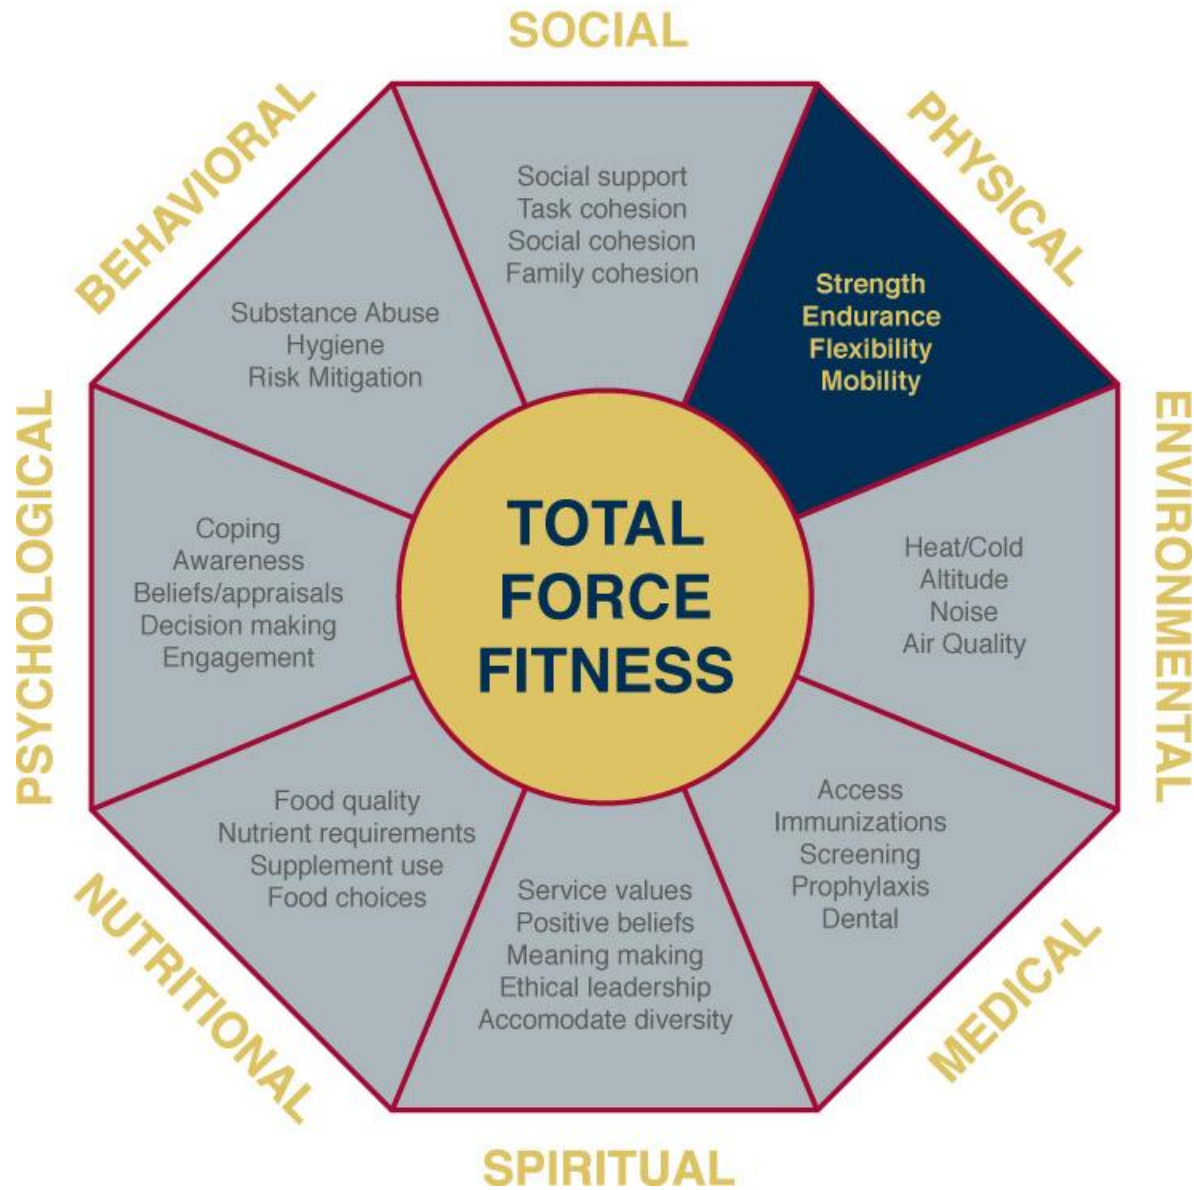 SOCIAL
Social support
Task cohesion
Social cohesion
Family cohesion
PHYSICAL
Strength
Endurance
Flexibility
Mobility
ENVIRONMENTAL
Heat/Cold
Altitude
Noise
Air Quality
MEDICAL
Access
Immunizations
Screening
Prophylaxis
Dental
SPIRITUAL
Service values
Positive beliefs
Meaning making
Ethical leadership
Accomodate diversity
NUTRITIONAL
Food quality
Nutrient requirements
Supplement use
Food choices
PSYCHOLOGICAL
Coping
Awareness
Beliefs/appraisals
Decision making
Engagement
BEHAVIORAL
Substance Abuse
Hygiene
Risk Mitigation
TOTAL
FORCE
FITNESS